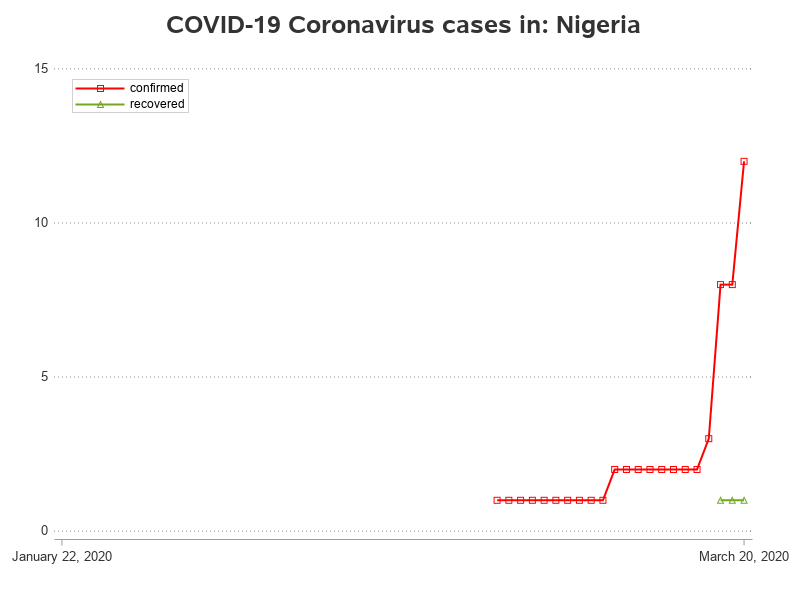 COVID-19 Coronavirus cases in: Nigeria
15
confirmed
recovered
10
5
0
January 22, 2020
March 20, 2020